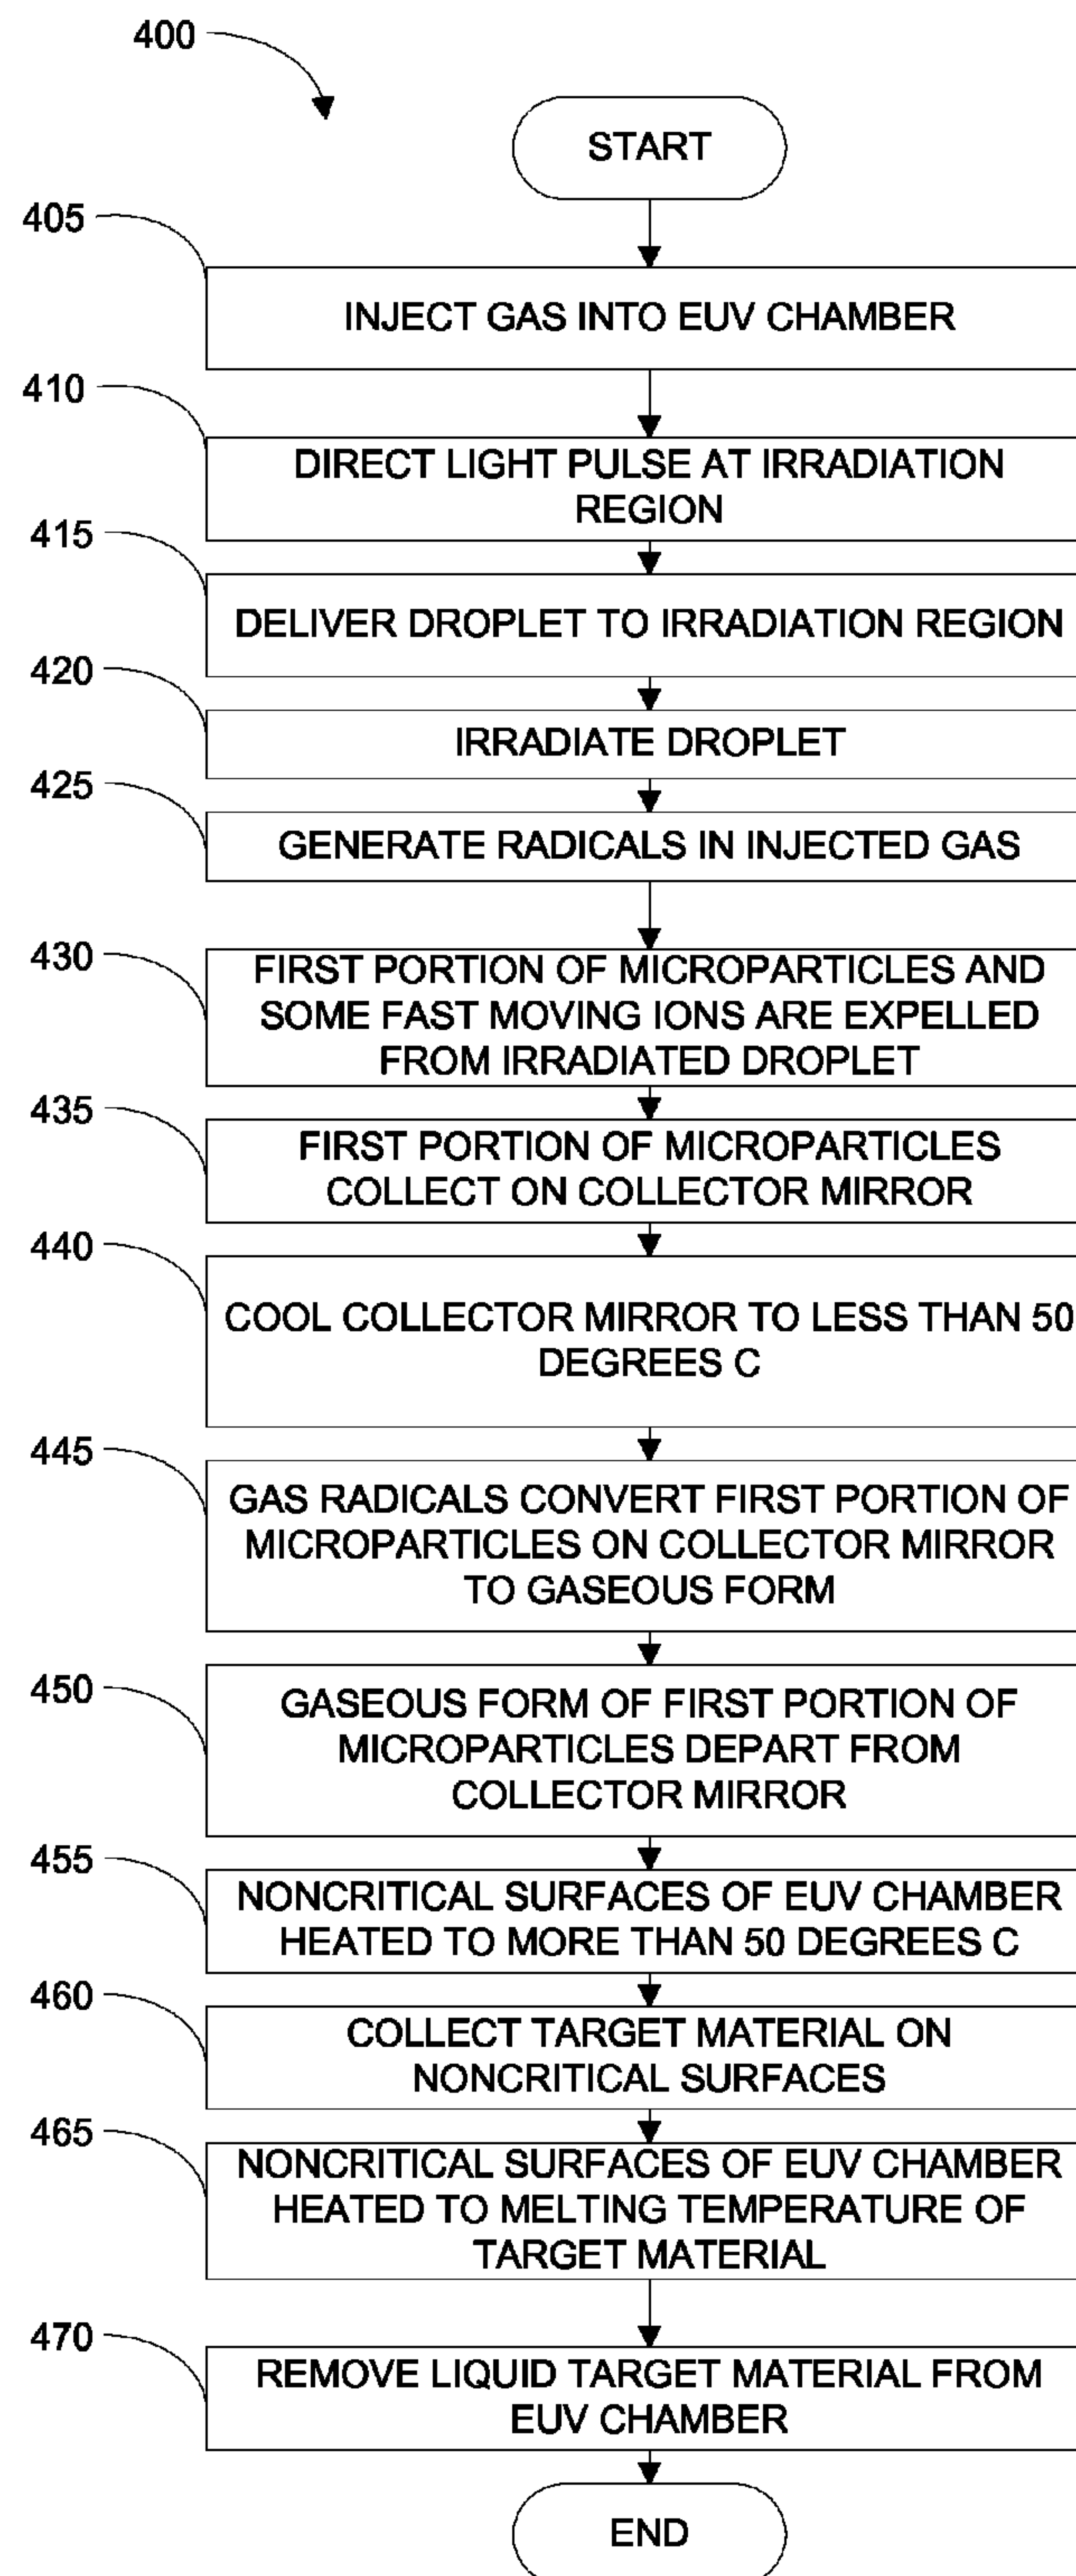 400
START
405
INJECT GAS INTO EUV CHAMBER
410
DIRECT LIGHT PULSE AT IRRADIATION
REGION
415
DELIVER DROPLET TO IRRADIATION REGION
420
IRRADIATE DROPLET
425
GENERATE RADICALS IN INJECTED GAS
430
FIRST PORTION OF MICROPARTICLES AND
SOME FAST MOVING IONS ARE EXPELLED
FROM IRRADIATED DROPLET
435
FIRST PORTION OF MICROPARTICLES
COLLECT ON COLLECTOR MIRROR
440
COOL COLLECTOR MIRROR TO LESS THAN 50
DEGREES C
445
GAS RADICALS CONVERT FIRST PORTION OF
MICROPARTICLES ON COLLECTOR MIRROR
TO GASEOUS FORM
450
GASEOUS FORM OF FIRST PORTION OF
MICROPARTICLES DEPART FROM
COLLECTOR MIRROR
455
NONCRITICAL SURFACES OF EUV CHAMBER
HEATED TO MORE THAN 50 DEGREES C
460
COLLECT TARGET MATERIAL ON
NONCRITICAL SURFACES
465
NONCRITICAL SURFACES OF EUV CHAMBER
HEATED TO MELTING TEMPERATURE OF
TARGET MATERIAL
470
REMOVE LIQUID TARGET MATERIAL FROM
EUV CHAMBER
END